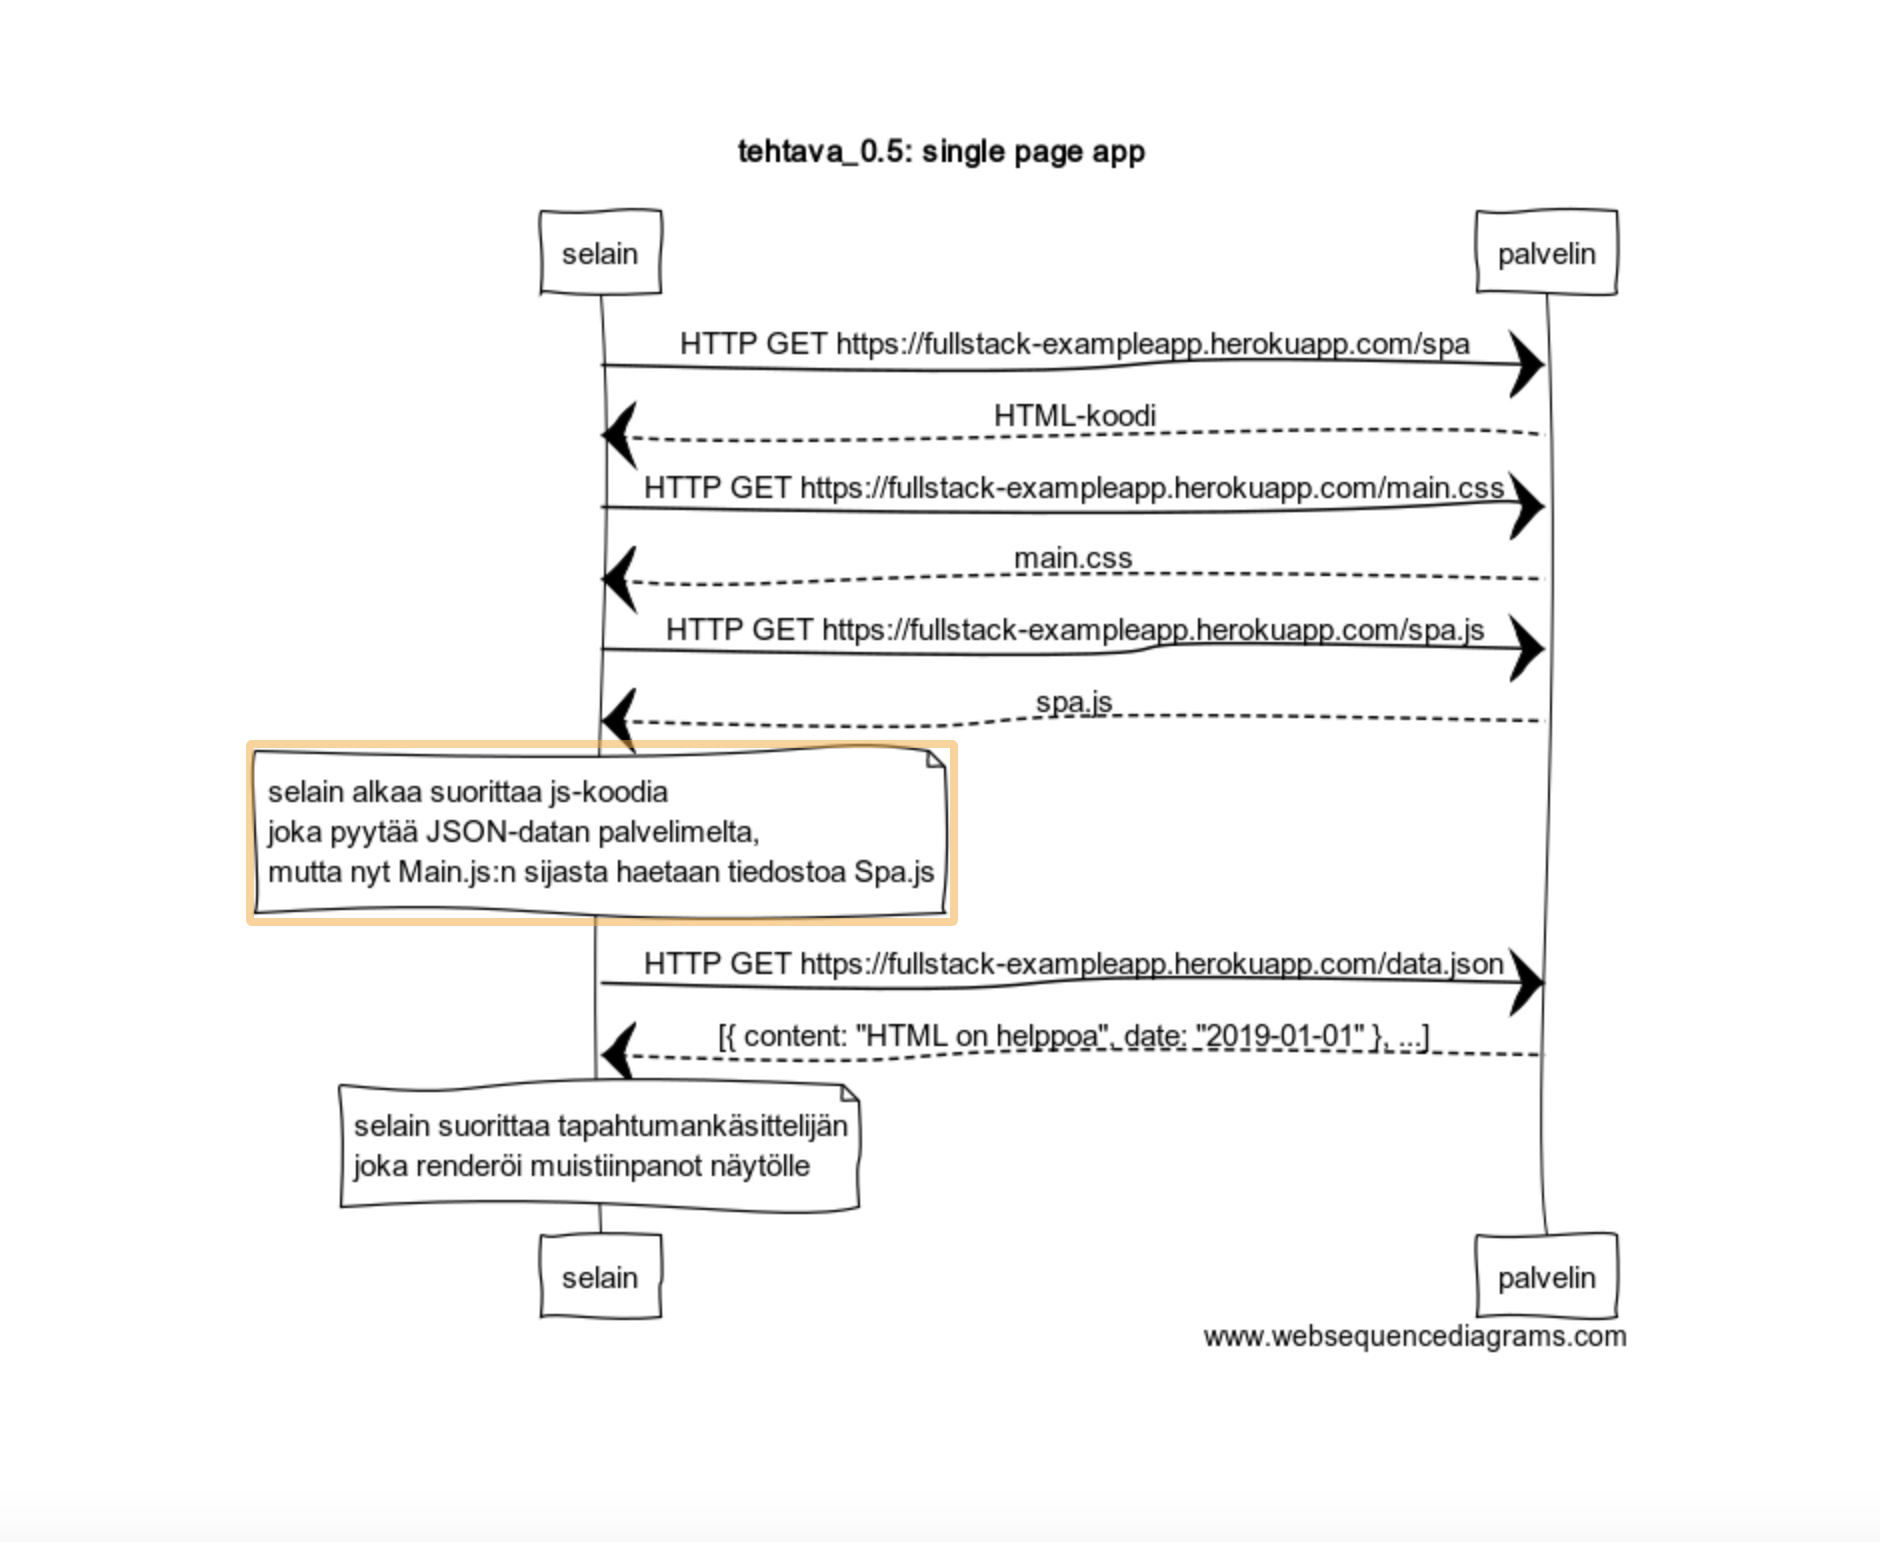 tehtava_0.5: single page app
selain
palvelin
HTTP GET https://fullstack-exampleapp.herokuapp.com/spa
HTML-koodi
HTTP GET https://fullstack-exampleapp.herokuapp.com/main.css
main.css
HTTP GET https://fullstack-exampleapp.herokuapp.com/spa.js
spa.js
selain alkaa suorittaa js-koodia
joka pyytää JSON-datan palvelimelta,
mutta nyt Main.js:n sijasta haetaan tiedostoa Spa.js
HTTP GET https://fullstack-exampleapp.herokuapp.com/data.json
[{ content: "HTML on helppoa", date: "2019-01-01" }, ...]
selain suorittaa tapahtumankäsittelijän
joka renderöi muistiinpanot näytölle
selain
palvelin
www.websequencediagrams.com